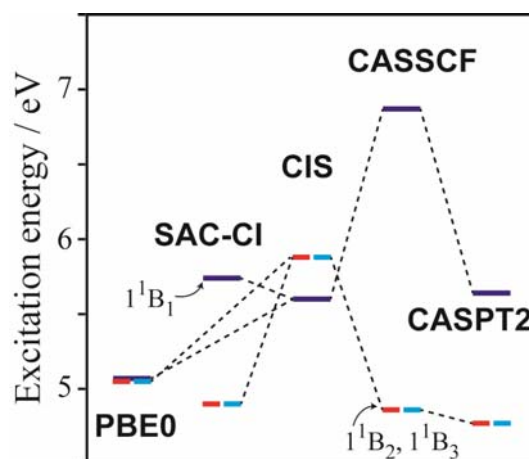 CASSCF
7
CIS
SAC-CI
6
1¹B₁
CASPT2
5
PBE0
1¹B₂, 1¹B₃
Excitation energy / eV